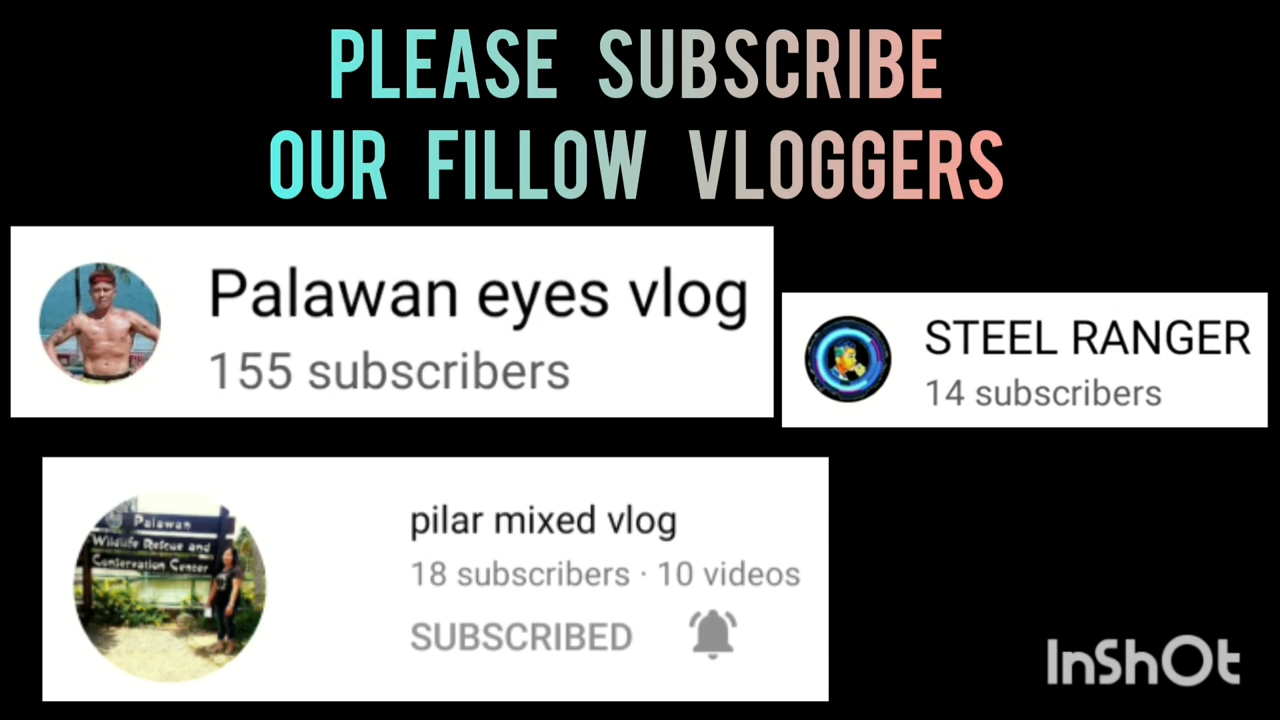 PLEASE SUBSCRIBE
OUR FILLOW VLOGGERS
Palawan eyes vlog
155 subscribers
STEEL RANGER
14 subscribers
Palawan
Wildlife Rescue and
Conservation Center
pilar mixed vlog
18 subscribers · 10 videos
SUBSCRIBED
InShOt